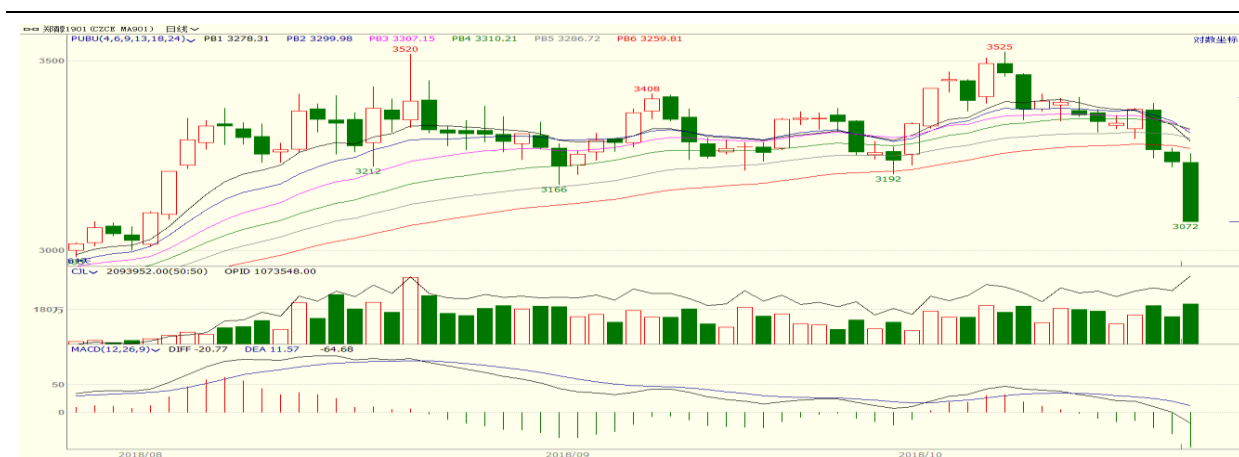 郑醇1901 (CZCE MA901) 日线
PUBU(4,6,9,13,18,24) PB1 3278.31 PB2 3299.98 PB3 3307.15 PB4 3310.21 PB5 3286.72 PB6 3259.81 对数坐标
3520
3525
3500
3408
3212
3166
3192
3072
3000
CJL 2093952.00(50:50) OPID 1073548.00
180万
MACD(12,26,9) DIFF -20.77 DEA 11.57 -64.68
50
0
2018/08 2018/09 2018/10